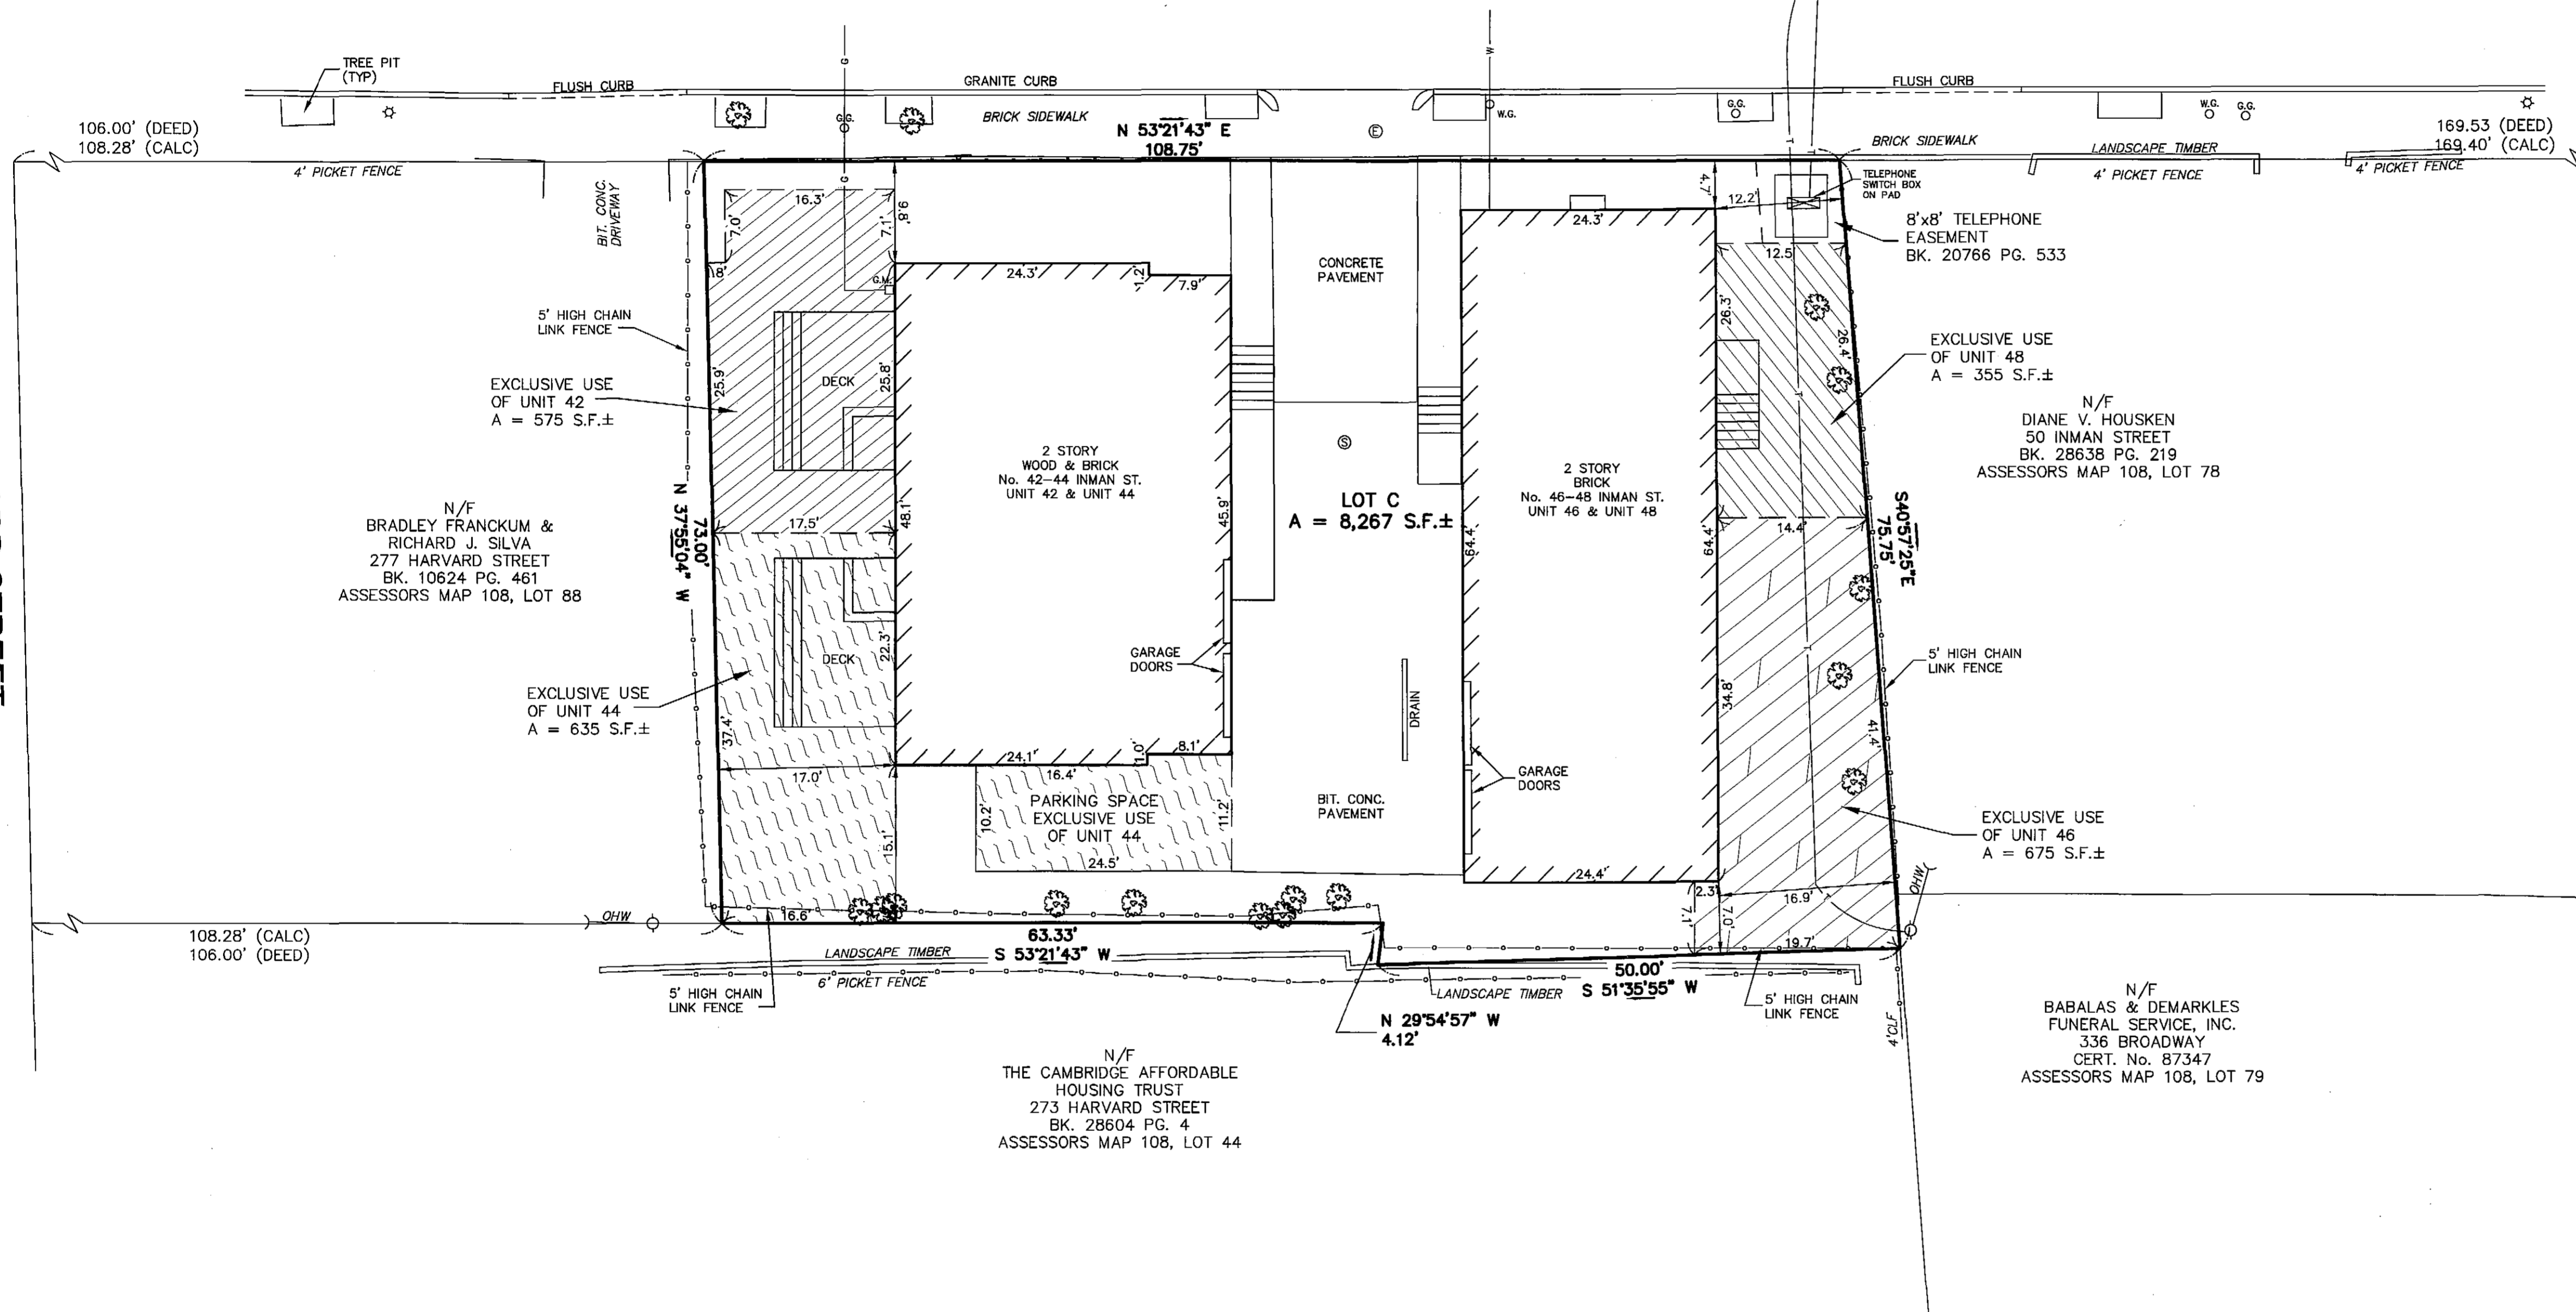 TREE PIT
(TYP)
FLUSH CURB
GRANITE CURB
FLUSH CURB
G
W
BRICK SIDEWALK
G.G.
W.G.
G.G.
W.G.
G.G.
E
106.00' (DEED)
108.28' (CALC)
N 53°21'43" E
108.75'
BRICK SIDEWALK
169.53 (DEED)
169.40' (CALC)
LANDSCAPE TIMBER
4' PICKET FENCE
4' PICKET FENCE
4' PICKET FENCE
BIT. CONC.
DRIVEWAY
16.3'
7.0'
7.1'
9.8'
G
.8'
G.M.
4.7'
12.2'
TELEPHONE
SWITCH BOX
ON PAD
8'x8' TELEPHONE
EASEMENT
BK. 20766 PG. 533
24.3'
1.2'
7.9'
CONCRETE
PAVEMENT
24.3'
12.5'
26.3'
26.4'
5' HIGH CHAIN
LINK FENCE
EXCLUSIVE USE
OF UNIT 42
A = 575 S.F.±
25.9'
DECK
25.8'
EXCLUSIVE USE
OF UNIT 48
A = 355 S.F.±
N/F
DIANE V. HOUSKEN
50 INMAN STREET
BK. 28638 PG. 219
ASSESSORS MAP 108, LOT 78
S
2 STORY
WOOD & BRICK
No. 42-44 INMAN ST.
UNIT 42 & UNIT 44
2 STORY
BRICK
No. 46-48 INMAN ST.
UNIT 46 & UNIT 48
LOT C
A = 8,267 S.F.±
N/F
BRADLEY FRANCKUM &
RICHARD J. SILVA
277 HARVARD STREET
BK. 10624 PG. 461
ASSESSORS MAP 108, LOT 88
73.00'
N 37°55'04" W
17.5'
48.1'
45.9'
64.4'
64.4'
14.4'
S40°57'25"E
75.75'
GARAGE
DOORS
DECK
22.3'
EXCLUSIVE USE
OF UNIT 44
A = 635 S.F.±
37.4'
17.0'
DRAIN
34.8'
41.4'
5' HIGH CHAIN
LINK FENCE
24.1'
1.0'
8.1'
16.4'
GARAGE
DOORS
PARKING SPACE
EXCLUSIVE USE
OF UNIT 44
10.2'
11.2'
24.5'
15.1'
BIT. CONC.
PAVEMENT
EXCLUSIVE USE
OF UNIT 46
A = 675 S.F.±
24.4'
2.3'
7.1'
7.0'
16.9'
19.7'
OHW
OHW
16.6'
108.28' (CALC)
106.00' (DEED)
63.33'
S 53°21'43" W
LANDSCAPE TIMBER
6' PICKET FENCE
5' HIGH CHAIN
LINK FENCE
50.00'
S 51°35'55" W
LANDSCAPE TIMBER
5' HIGH CHAIN
LINK FENCE
N 29°54'57" W
4.12'
4'CLF
N/F
BABALAS & DEMARKLES
FUNERAL SERVICE, INC.
336 BROADWAY
CERT. No. 87347
ASSESSORS MAP 108, LOT 79
N/F
THE CAMBRIDGE AFFORDABLE
HOUSING TRUST
273 HARVARD STREET
BK. 28604 PG. 4
ASSESSORS MAP 108, LOT 44